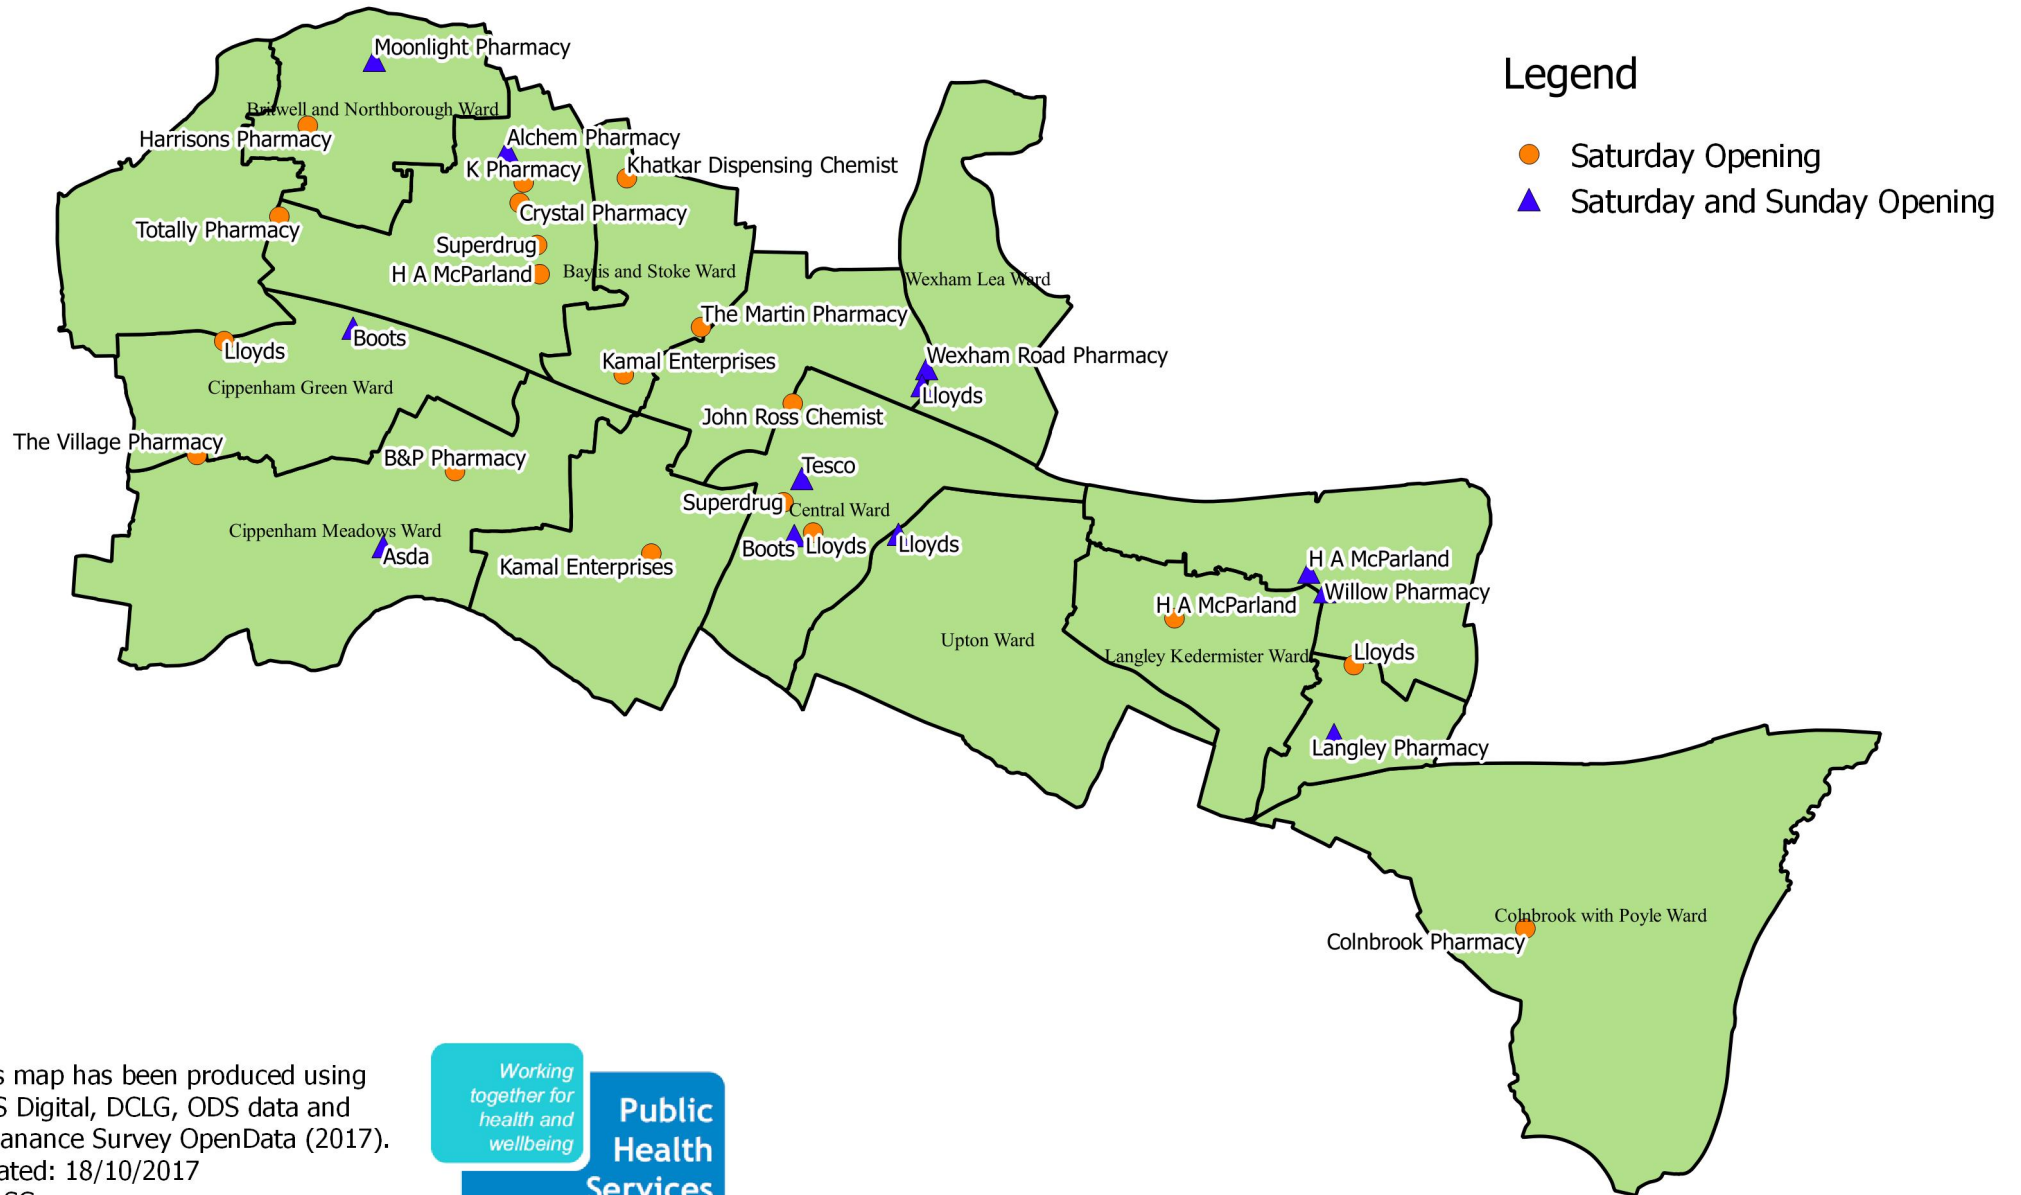 Moonlight Pharmacy
Britwell and Northborough Ward
Harrisons Pharmacy
Alchem Pharmacy
K Pharmacy
Khatkar Dispensing Chemist
Crystal Pharmacy
Totally Pharmacy
Superdrug
H A McParland
Baylis and Stoke Ward
Wexham Lea Ward
The Martin Pharmacy
Boots
Lloyds
Kamal Enterprises
Wexham Road Pharmacy
Lloyds
Cippenham Green Ward
John Ross Chemist
The Village Pharmacy
B&P Pharmacy
Tesco
Superdrug
Central Ward
Cippenham Meadows Ward
Asda
Kamal Enterprises
Boots
Lloyds
Lloyds
H A McParland
Willow Pharmacy
H A McParland
Upton Ward
Langley Kedermister Ward
Lloyds
Langley Pharmacy
Colnbrook with Poyle Ward
Colnbrook Pharmacy
Legend
Saturday Opening
Saturday and Sunday Opening
s map has been produced using
S Digital, DCLG, ODS data and
anance Survey OpenData (2017).
ated: 18/10/2017
Working
together for
health and
wellbeing
Public
Health
Services